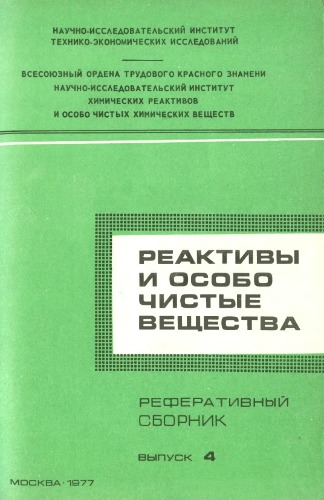 НАУЧНО-ИССЛЕДОВАТЕЛЬСКИЙ ИНСТИТУТ
ТЕХНИКО-ЭКОНОМИЧЕСКИХ ИССЛЕДОВАНИЙ
ВСЕСОЮЗНЫЙ ОРДЕНА ТРУДОВОГО КРАСНОГО ЗНАМЕНИ
НАУЧНО-ИССЛЕДОВАТЕЛЬСКИЙ ИНСТИТУТ
ХИМИЧЕСКИХ РЕАКТИВОВ
И ОСОБО ЧИСТЫХ ХИМИЧЕСКИХ ВЕЩЕСТВ
РЕАКТИВЫ
И ОСОБО
ЧИСТЫЕ
ВЕЩЕСТВА
РЕФЕРАТИВНЫЙ
СБОРНИК
ВЫПУСК 4
МОСКВА·1977